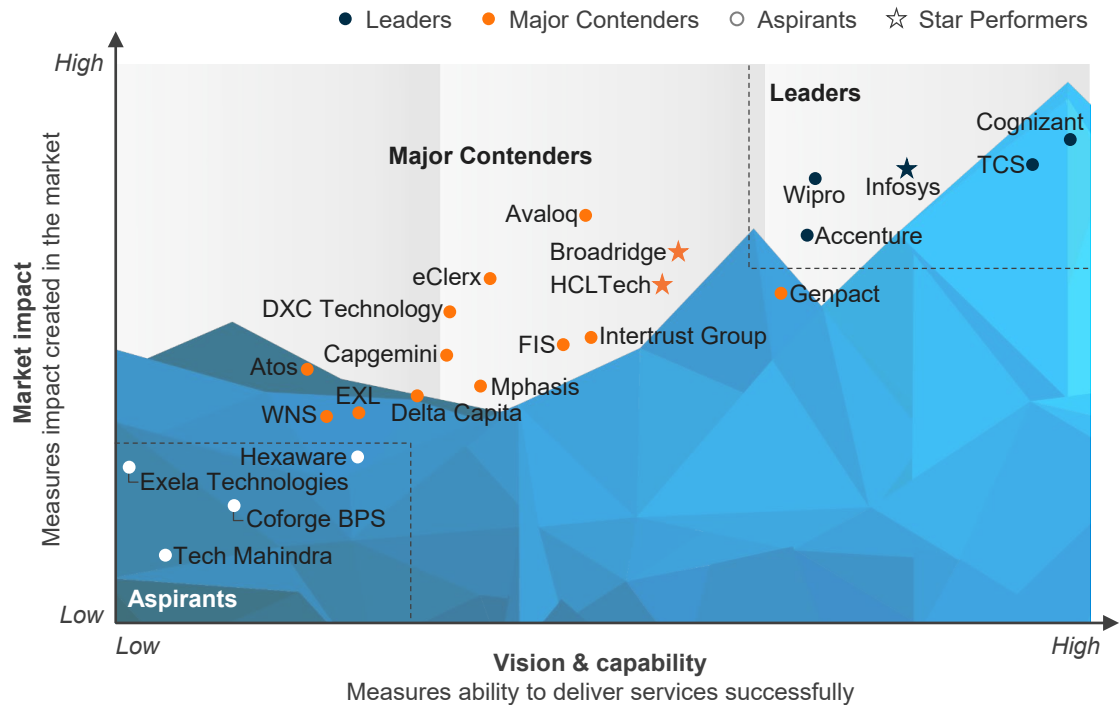 Leaders
Major Contenders
Aspirants
Star Performers
High
Leaders
Cognizant
Major Contenders
TCS
Infosys
Wipro
Avaloq
Accenture
Broadridge
eClerx
HCLTech
Genpact
DXC Technology
Intertrust Group
FIS
Capgemini
Atos
Mphasis
EXL
Delta Capita
WNS
Hexaware
Exela Technologies
Coforge BPS
Tech Mahindra
Aspirants
Market impact
Measures impact created in the market
Low
Low
High
Vision & capability
Measures ability to deliver services successfully